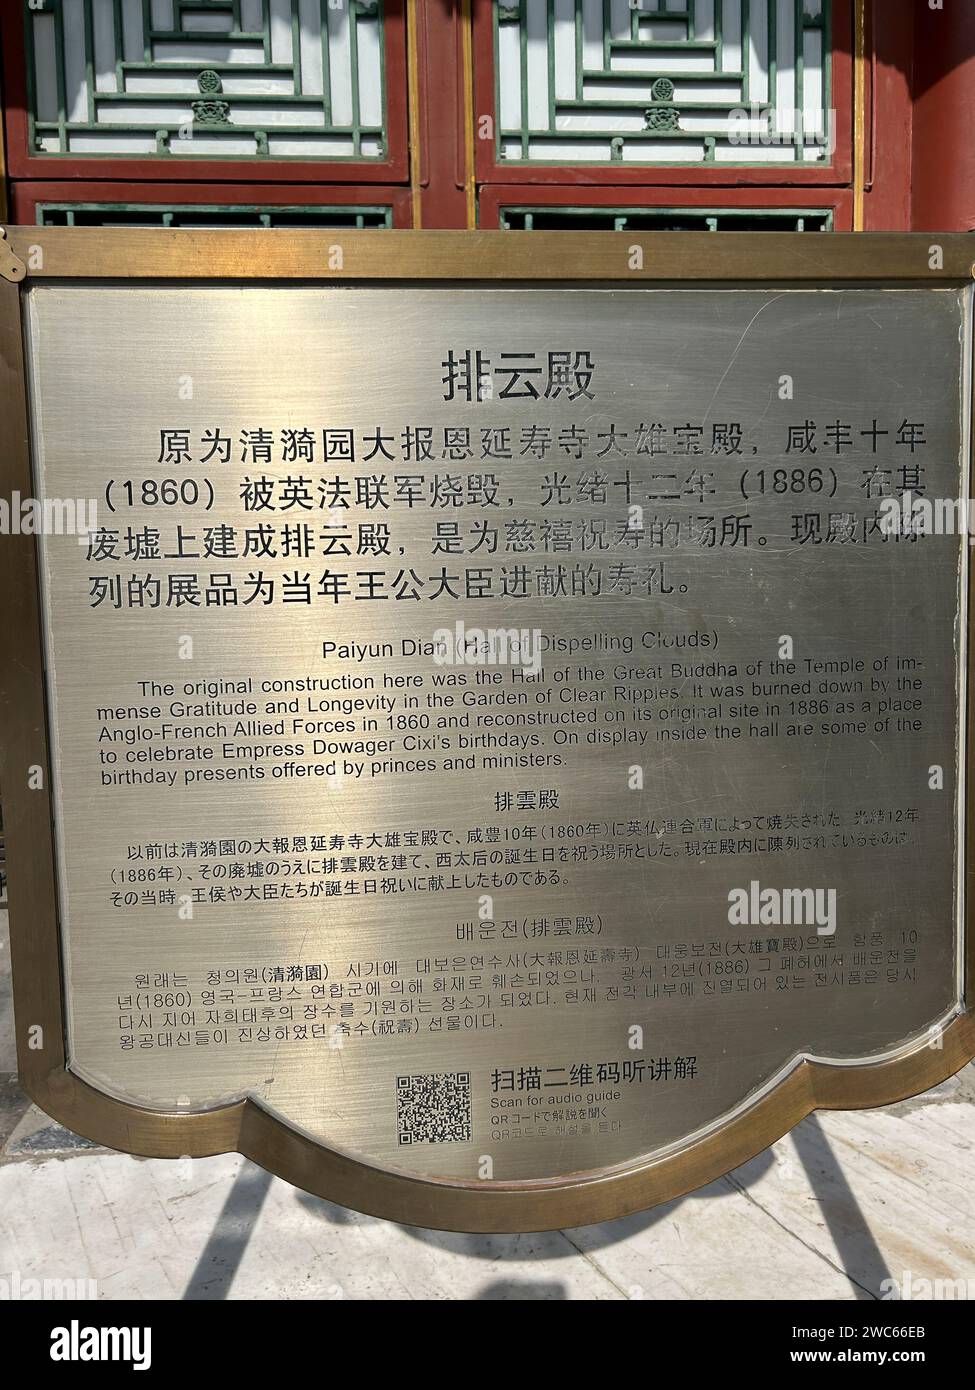 排云殿
原为清漪园大报恩延寿寺大雄宝殿，咸丰十年
（1860）被英法联军烧毁，光绪十二年（1886）在其
废墟上建成排云殿，是为慈禧祝寿的场所。现殿内陈
列的展品为当年王公大臣进献的寿礼。
Paiyun Dian (Hall of Dispelling Clouds)
The original construction here was the Hall of the Great Buddha of the Temple of Im-
mense Gratitude and Longevity in the Garden of Clear Ripples. It was burned down by the
Anglo-French Allied Forces in 1860 and reconstructed on its original site in 1886 as a place
to celebrate Empress Dowager Cixi's birthdays. On display inside the hall are some of the
birthday presents offered by princes and ministers.
排雲殿
以前は清漪園の大報恩延寿寺大雄宝殿で、咸豊10年(1860年)に英仏連合軍によって焼失された。光緒12年
(1886年)、その廃墟のうえに排雲殿を建て、西太后の誕生日を祝う場所とした。現在殿内に陳列されているものは、
その当時、王侯や大臣たちが誕生日祝いに献上したものである。
배운전(排雲殿)
원래는 청의원(清漪園) 시기에 대보은연수사(大報恩延壽寺) 대웅보전(大雄寶殿)으로 함풍 10
년(1860) 영국-프랑스 연합군에 의해 화재로 훼손되었으나, 광서 12년(1886) 그 폐허에서 배운전을
다시 지어 자희태후의 장수를 기원하는 장소가 되었다. 현재 전각 내부에 진열되어 있는 전시품은 당시
왕공대신들이 진상하였던 축수(祝壽) 선물이다.
扫描二维码听讲解
Scan for audio guide
QRコードで解説を聞く
QR코드로 해설을 듣다
alamy
Image ID: 2WC66EB
www.alamy.com